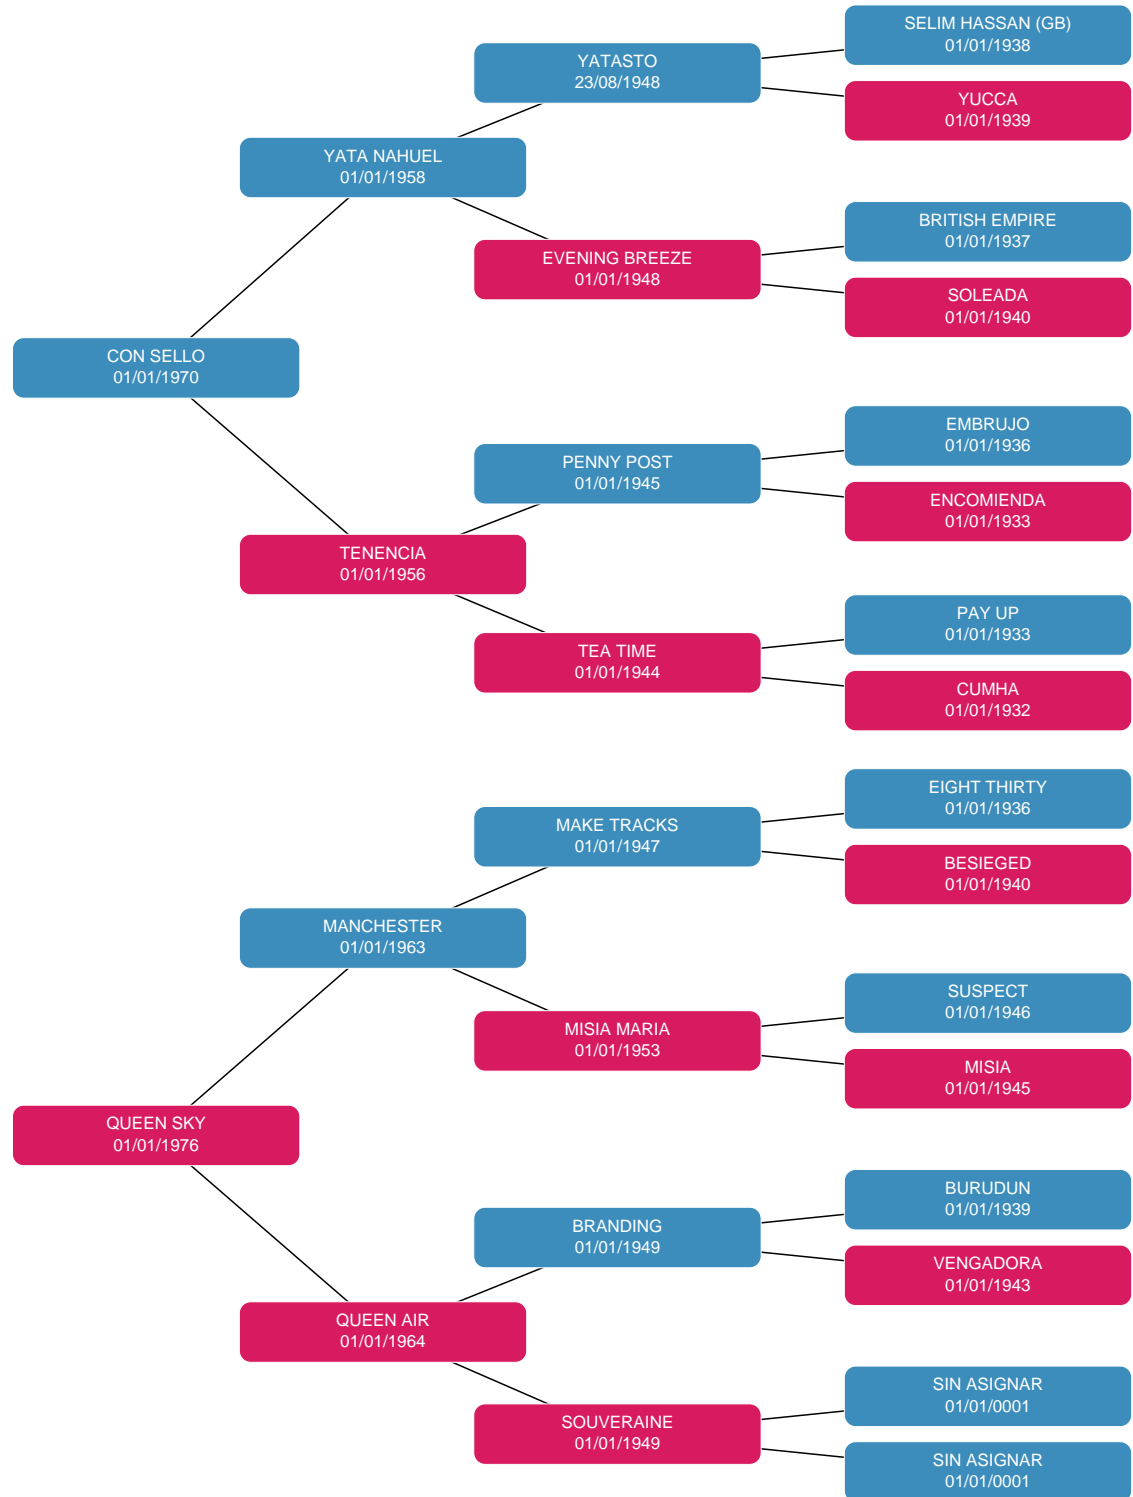 SELIM HASSAN (GB)
01/01/1938
YATASTO
23/08/1948
YUCCA
01/01/1939
YATA NAHUEL
01/01/1958
BRITISH EMPIRE
01/01/1937
EVENING BREEZE
01/01/1948
SOLEADA
01/01/1940
CON SELLO
01/01/1970
EMBRUJO
01/01/1936
PENNY POST
01/01/1945
ENCOMIENDA
01/01/1933
TENENCIA
01/01/1956
PAY UP
01/01/1933
TEA TIME
01/01/1944
CUMHA
01/01/1932
EIGHT THIRTY
01/01/1936
MAKE TRACKS
01/01/1947
BESIEGED
01/01/1940
MANCHESTER
01/01/1963
SUSPECT
01/01/1946
MISIA MARIA
01/01/1953
MISIA
01/01/1945
QUEEN SKY
01/01/1976
BURUDUN
01/01/1939
BRANDING
01/01/1949
VENGADORA
01/01/1943
QUEEN AIR
01/01/1964
SIN ASIGNAR
01/01/0001
SOUVERAINE
01/01/1949
SIN ASIGNAR
01/01/0001